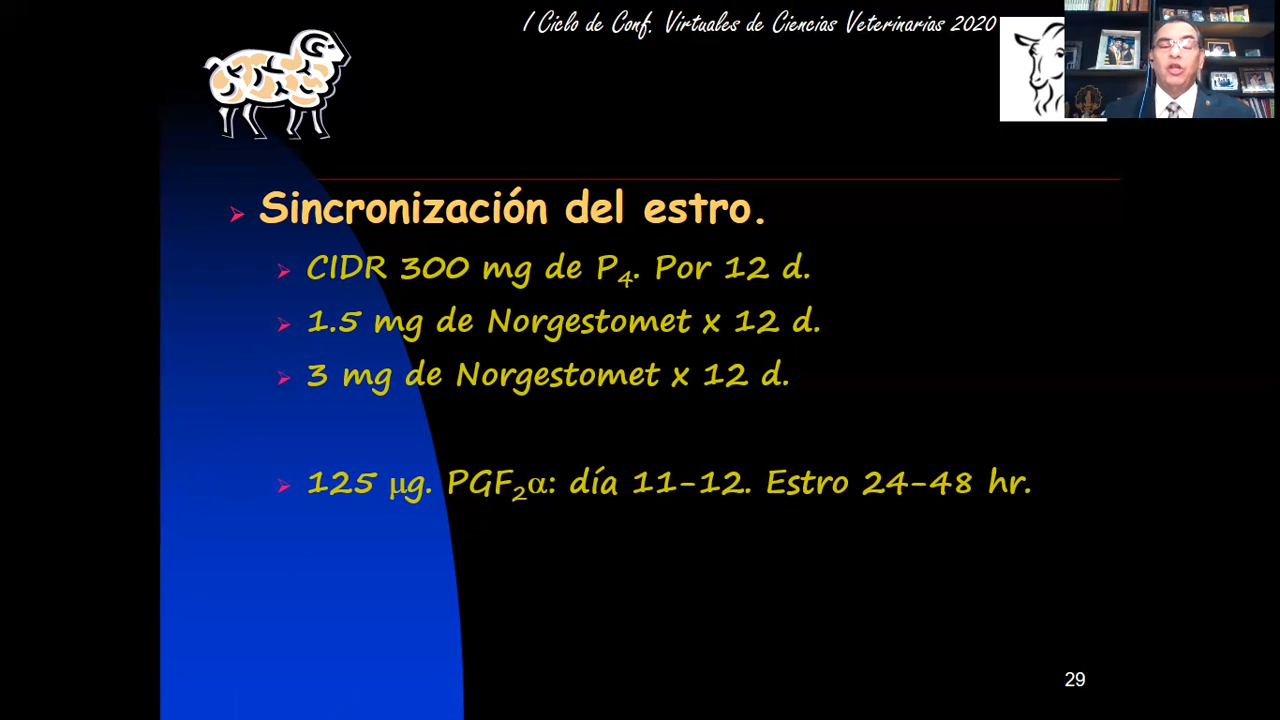 I Ciclo de Conf. Virtuales de Ciencias Veterinarias 2020
Sincronización del estro.
CIDR 300 mg de P₄. Por 12 d.
1.5 mg de Norgestomet x 12 d.
3 mg de Norgestomet x 12 d.
125 μg. PGF₂α: día 11-12. Estro 24-48 hr.
29